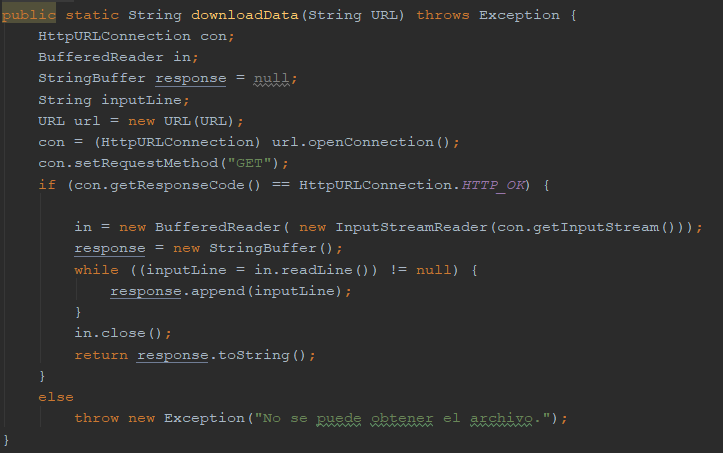 public static String downloadData(String URL) throws Exception {
    HttpURLConnection con;
    BufferedReader in;
    StringBuffer response = null;
    String inputLine;
    URL url = new URL(URL);
    con = (HttpURLConnection) url.openConnection();
    con.setRequestMethod("GET");
    if (con.getResponseCode() == HttpURLConnection.HTTP_OK) {
        in = new BufferedReader( new InputStreamReader(con.getInputStream()));
        response = new StringBuffer();
        while ((inputLine = in.readLine()) != null) {
            response.append(inputLine);
        }
        in.close();
        return response.toString();
    }
    else
        throw new Exception("No se puede obtener el archivo.");
}